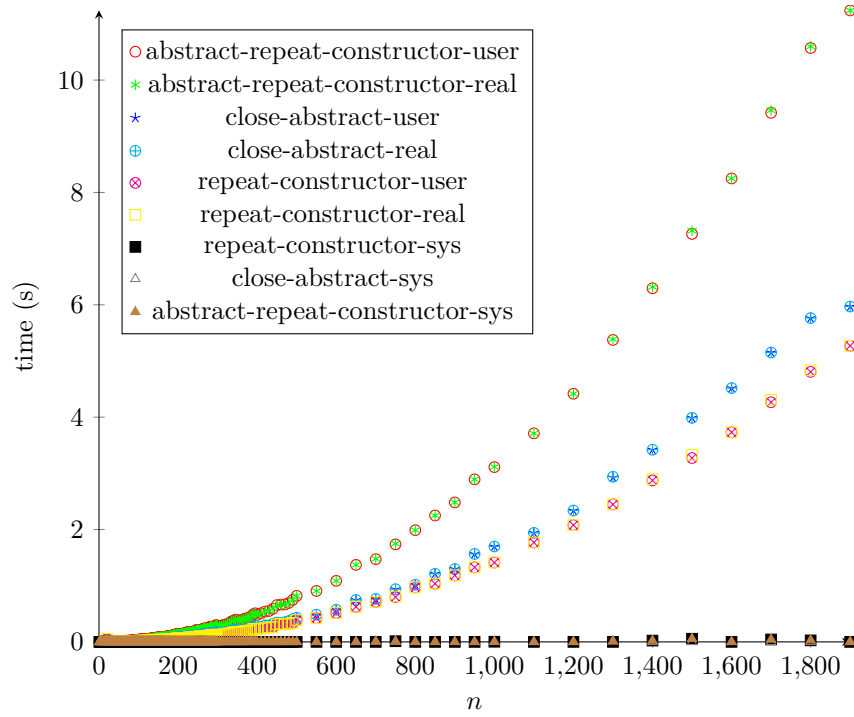 10
8
6
4
2
0
time (s)
abstract-repeat-constructor-user
abstract-repeat-constructor-real
close-abstract-user
close-abstract-real
repeat-constructor-user
repeat-constructor-real
repeat-constructor-sys
close-abstract-sys
abstract-repeat-constructor-sys
0 200 400 600 800 1,000 1,200 1,400 1,600 1,800
n